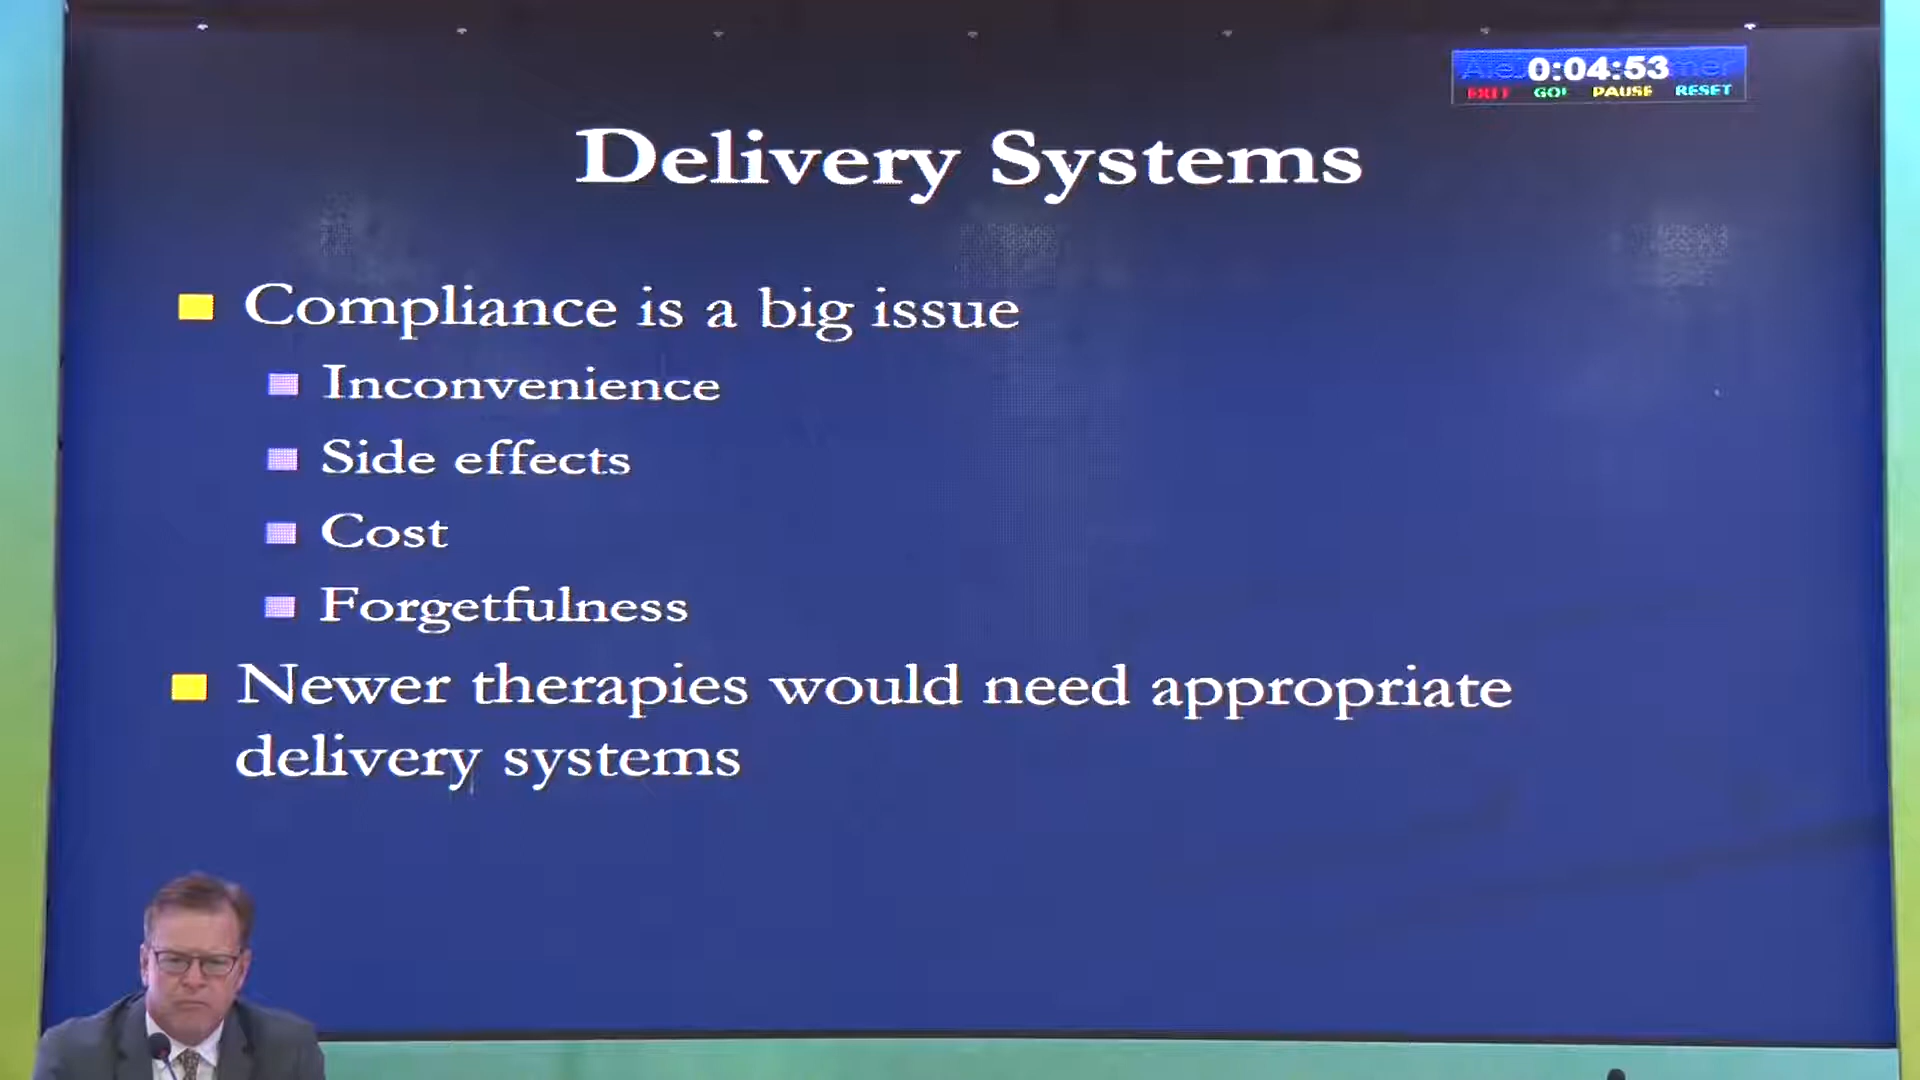 0:04:53
EXIT GO! PAUSE RESET
Delivery Systems
Compliance is a big issue
Inconvenience
Side effects
Cost
Forgetfulness
Newer therapies would need appropriate
delivery systems